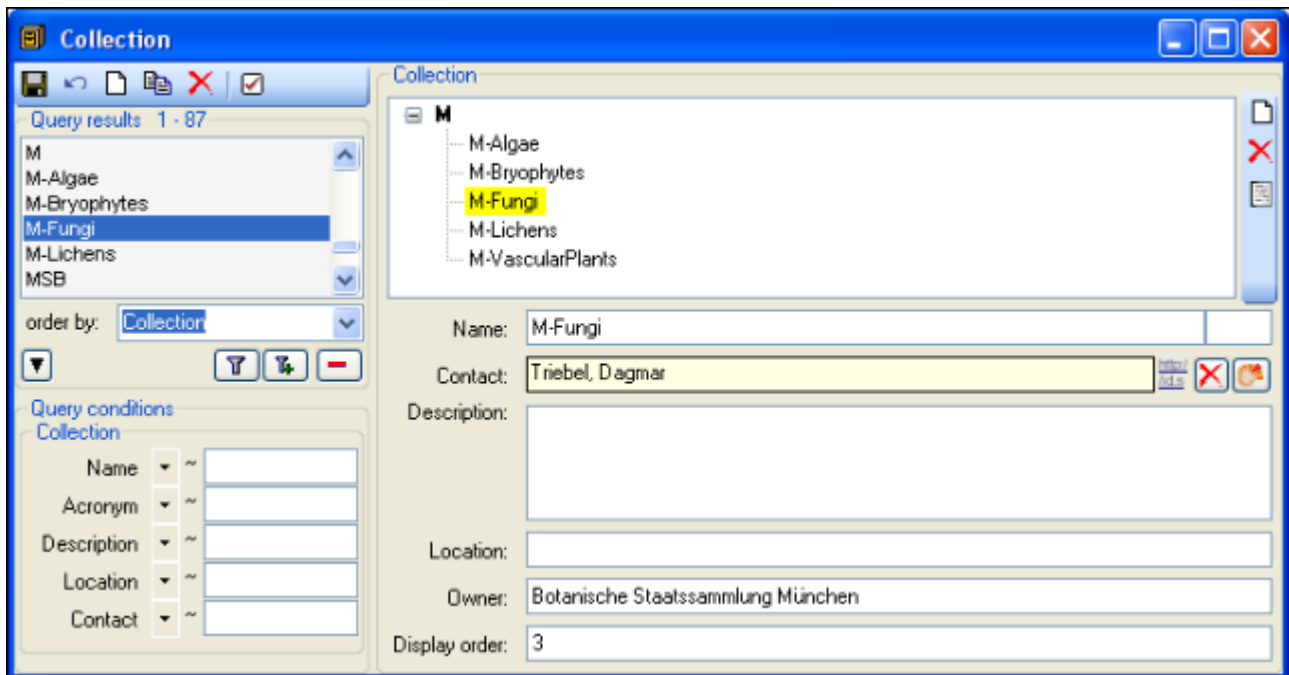 Collection
Query results 1 - 87
M
M-Algae
M-Bryophytes
M-Fungi
M-Lichens
MSB
order by: Collection
Query conditions
Collection
Name ~
Acronym ~
Description ~
Location ~
Contact ~
Collection
M
M-Algae
M-Bryophytes
M-Fungi
M-Lichens
M-VascularPlants
Name: M-Fungi
Contact: Triebel, Dagmar
Description:
Location:
Owner: Botanische Staatssammlung München
Display order: 3